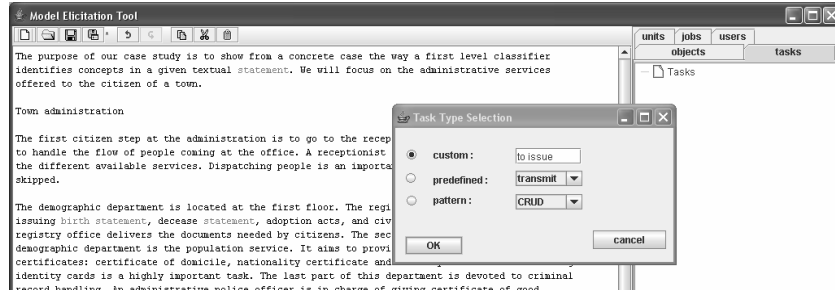 Model Elicitation Tool
units jobs users
objects tasks
Tasks
The purpose of our case study is to show from a concrete case the way a first level classifier
identifies concepts in a given textual statement. We will focus on the administrative services
offered to the citizen of a town.
Town administration
The first citizen step at the administration is to go to the recep
to handle the flow of people coming at the office. A receptionist
the different available services. Dispatching people is an importa
skipped.
The demographic department is located at the first floor. The regi
issuing birth statement, decease statement, adoption acts, and civ
registry office delivers the documents needed by citizens. The sec
demographic department is the population service. It aims to provi
certificates: certificate of domicile, nationality certificate and
identity cards is a highly important task. The last part of this department is devoted to criminal
record handling. An administrative police officer is in charge of giving certificate of good
Task Type Selection
custom : to issue
predefined : transmit
pattern : CRUD
OK cancel